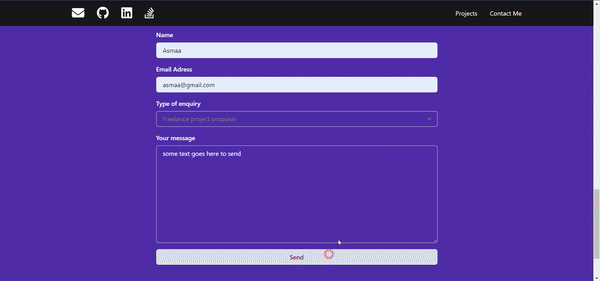 Projects Contact Me
Name
Asmaa
Email Adress
asmaa@gmail.com
Type of enquiry
Freelance project proposal
Your message
some text goes here to send
Send